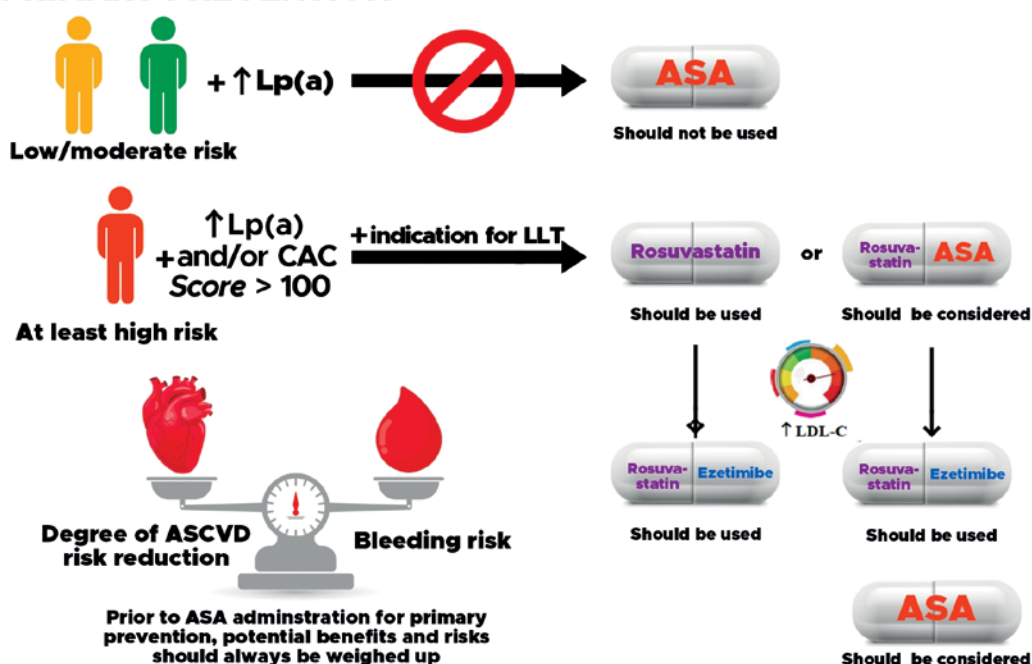 + ↑Lp(a)
ASA
Should not be used
Low/moderate risk
↑Lp(a)
+and/or CAC
Score > 100
+indication for LLT
Rosuvastatin
or
Rosuva-
statin
ASA
Should be used
Should be considered
At least high risk
↑ LDL-C
Rosuva-
statin
Ezetimibe
Rosuva-
statin
Ezetimibe
Should be used
Should be used
Degree of ASCVD
risk reduction
Bleeding risk
ASA
Should be considered
Prior to ASA adminstration for primary
prevention, potential benefits and risks
should always be weighed up